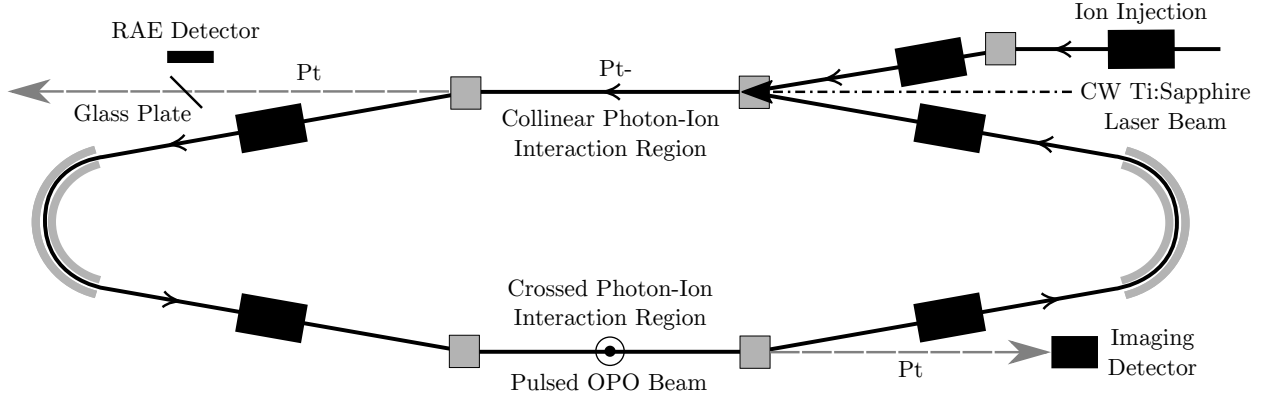 Ion Injection
RAE Detector
Pt
Pt-
Glass Plate
CW Ti:Sapphire
Laser Beam
Collinear Photon-Ion
Interaction Region
Crossed Photon-Ion
Interaction Region
Pulsed OPO Beam
Pt
Imaging
Detector